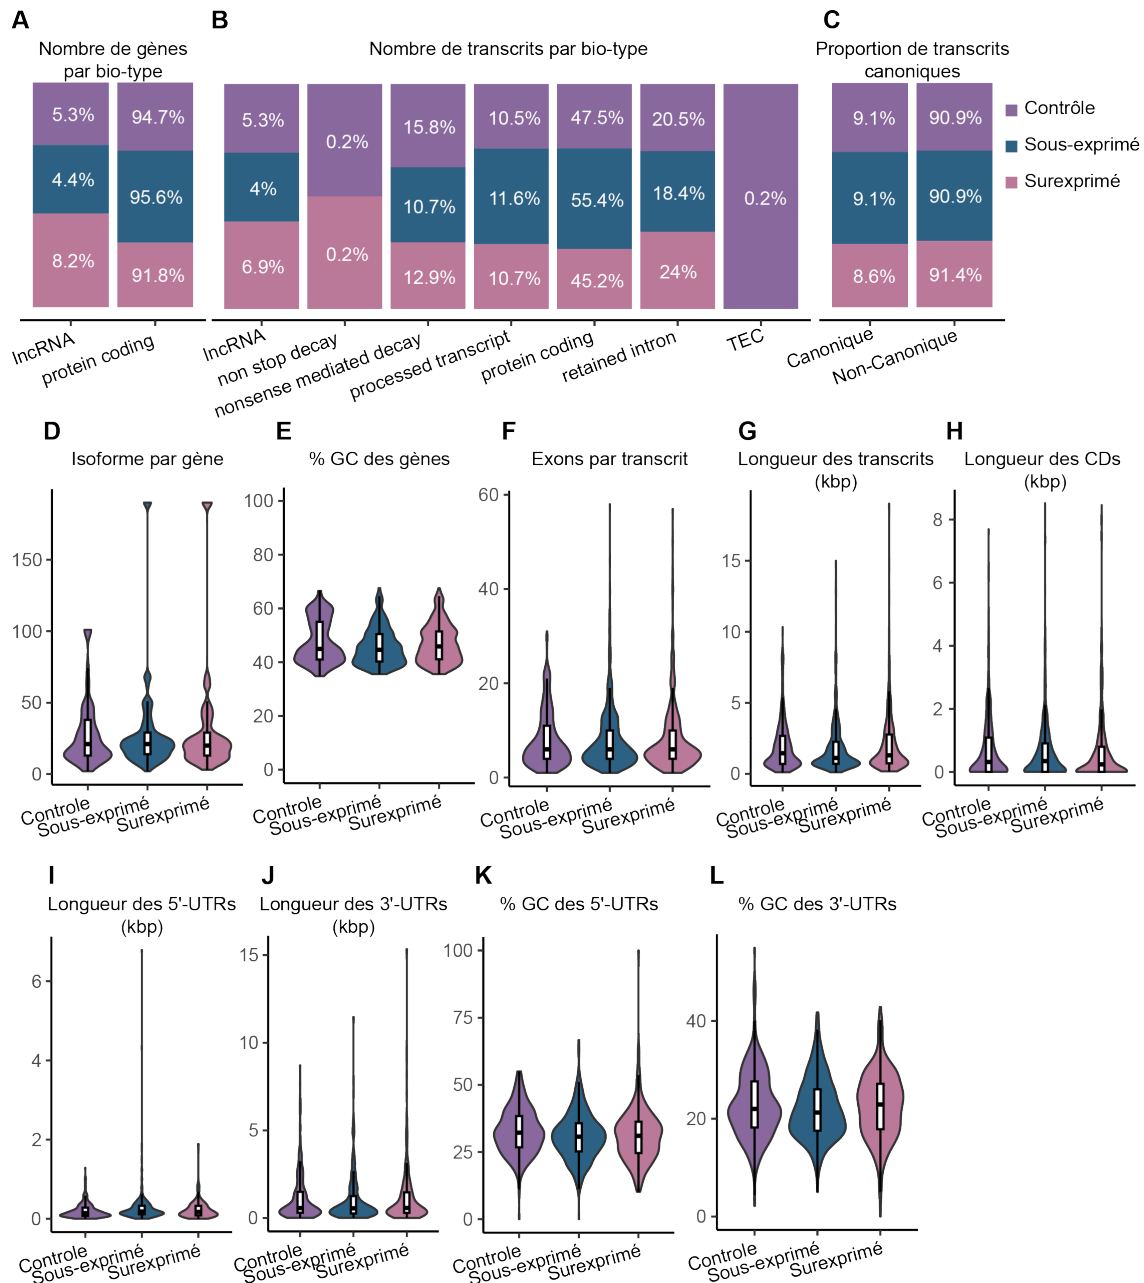 A
B
C
Nombre de gènes
par bio-type
Nombre de transcrits par bio-type
Proportion de transcrits
canoniques
5.3%
94.7%
4.4%
95.6%
8.2%
91.8%
5.3%
0.2%
15.8%
10.5%
47.5%
20.5%
4%
10.7%
11.6%
55.4%
18.4%
0.2%
6.9%
0.2%
12.9%
10.7%
45.2%
24%
9.1%
90.9%
9.1%
90.9%
8.6%
91.4%
Contrôle
Sous-exprimé
Surexprimé
lncRNA
protein coding
lncRNA
non stop decay
nonsense mediated decay
processed transcript
protein coding
retained intron
TEC
Canonique
Non-Canonique
D
Isoforme par gène
150
100
50
0
Controle
Sous-exprimé
Surexprimé
E
% GC des gènes
100
80
60
40
20
0
Controle
Sous-exprimé
Surexprimé
F
Exons par transcrit
60
40
20
0
Controle
Sous-exprimé
Surexprimé
G
Longueur des transcrits
(kbp)
15
10
5
0
Controle
Sous-exprimé
Surexprimé
H
Longueur des CDs
(kbp)
8
6
4
2
0
Controle
Sous-exprimé
Surexprimé
I
Longueur des 5'-UTRs
(kbp)
6
4
2
0
Controle
Sous-exprimé
Surexprimé
J
Longueur des 3'-UTRs
(kbp)
15
10
5
0
Controle
Sous-exprimé
Surexprimé
K
% GC des 5'-UTRs
100
75
50
25
0
Controle
Sous-exprimé
Surexprimé
L
% GC des 3'-UTRs
40
20
0
Controle
Sous-exprimé
Surexprimé